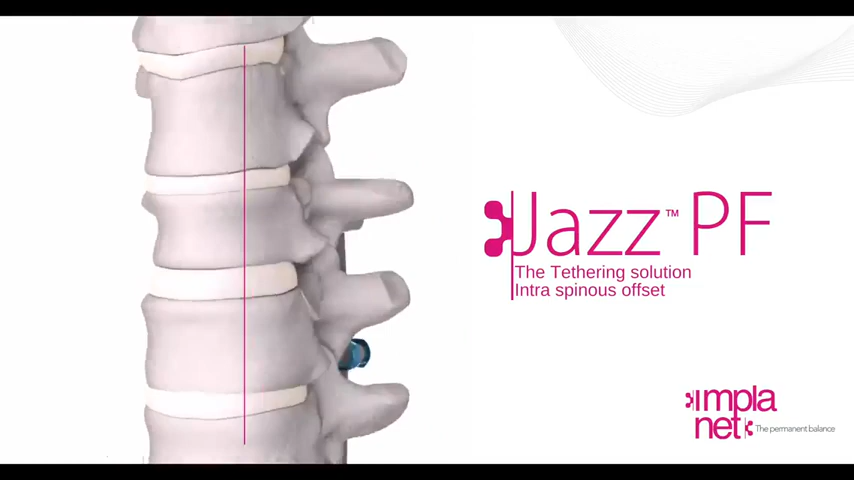 Jazz™ PF
The Tethering solution
Intra spinous offset
impla
net
The permanent balance